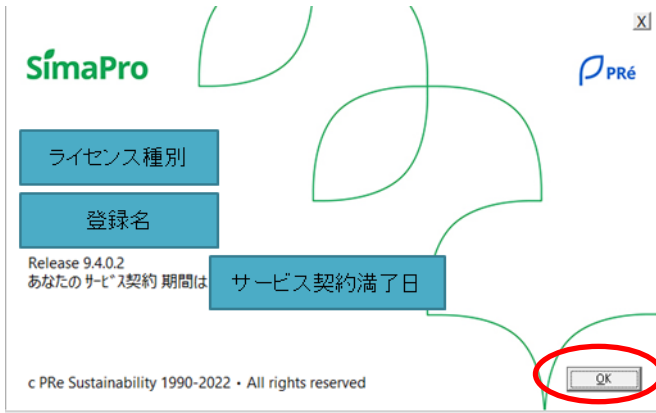 X
SímaPro
PRé
ライセンス種別
登録名
Release 9.4.0.2
あなたの サービス契約 期間は サービス契約満了日
c PRe Sustainability 1990-2022 • All rights reserved
OK